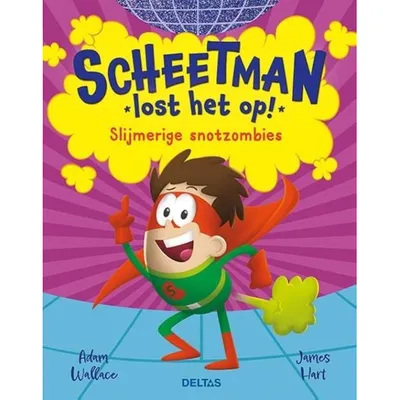 SCHEETMAN
lost het op!
Slijmerige snotzombies
S
Adam
Wallace
James
Hart
DELTAS